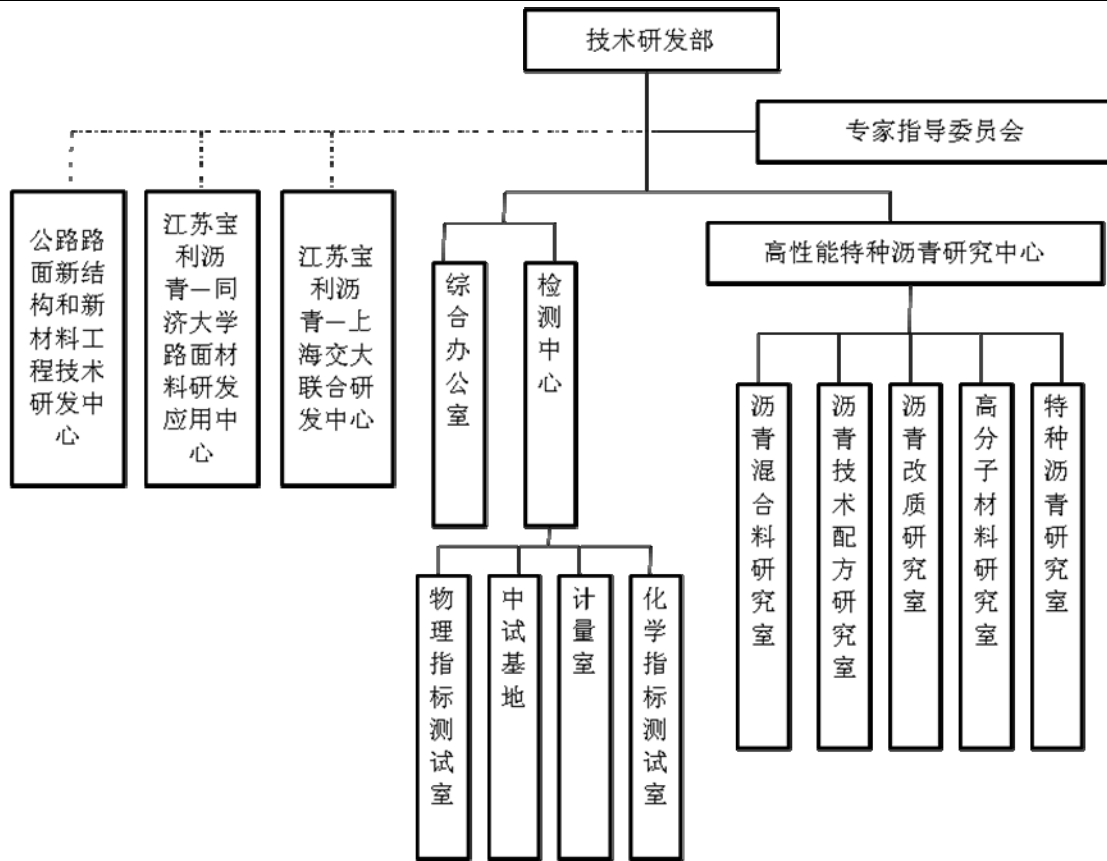 技术研发部
专家指导委员会
公路路
面新结
构和新
材料工
程技术
研发中
心
江苏宝
利沥
青—同
济大学
路面材
料研发
应用中
心
江苏宝
利沥
青—上
海交大
联合研
发中心
综合办公室
检测中心
高性能特种沥青研究中心
沥青混合料研究室
沥青技术配方研究室
沥青改质研究室
高分子材料研究室
特种沥青研究室
物理指标测试室
中试基地
计量室
化学指标测试室